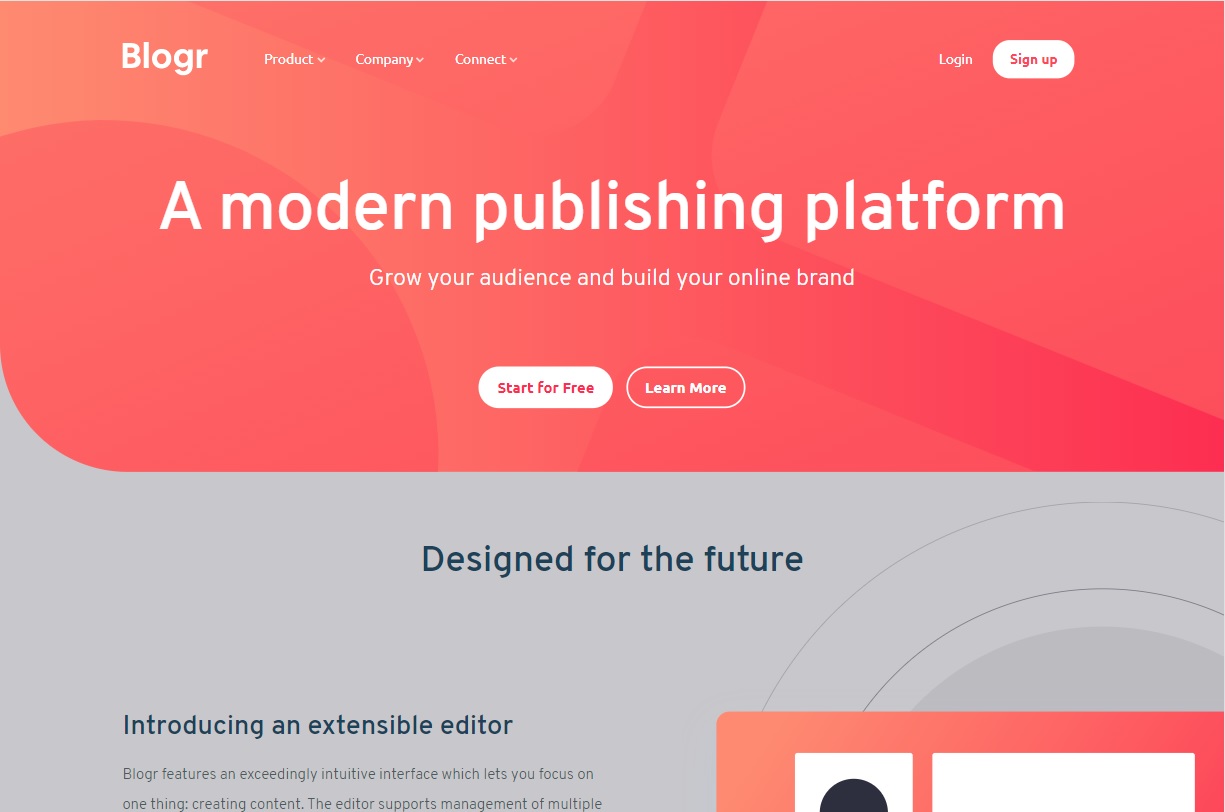 Blogr Product Company Connect Login Sign up
A modern publishing platform
Grow your audience and build your online brand
Start for Free Learn More
Designed for the future
Introducing an extensible editor
Blogr features an exceedingly intuitive interface which lets you focus on
one thing: creating content. The editor supports management of multiple